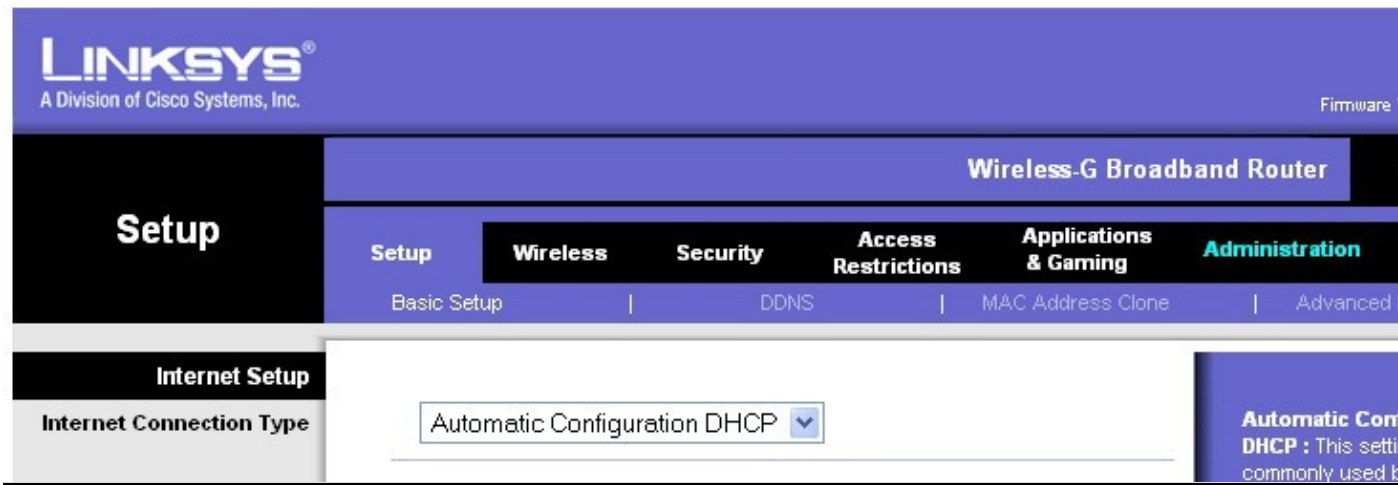 LINKSYS®
A Division of Cisco Systems, Inc.
Firmware
Wireless-G Broadband Router
Setup
Setup Wireless Security Access Restrictions Applications & Gaming Administration
Basic Setup | DDNS | MAC Address Clone | Advanced
Internet Setup
Internet Connection Type Automatic Configuration DHCP
Automatic Con
DHCP : This setti
commonly used b